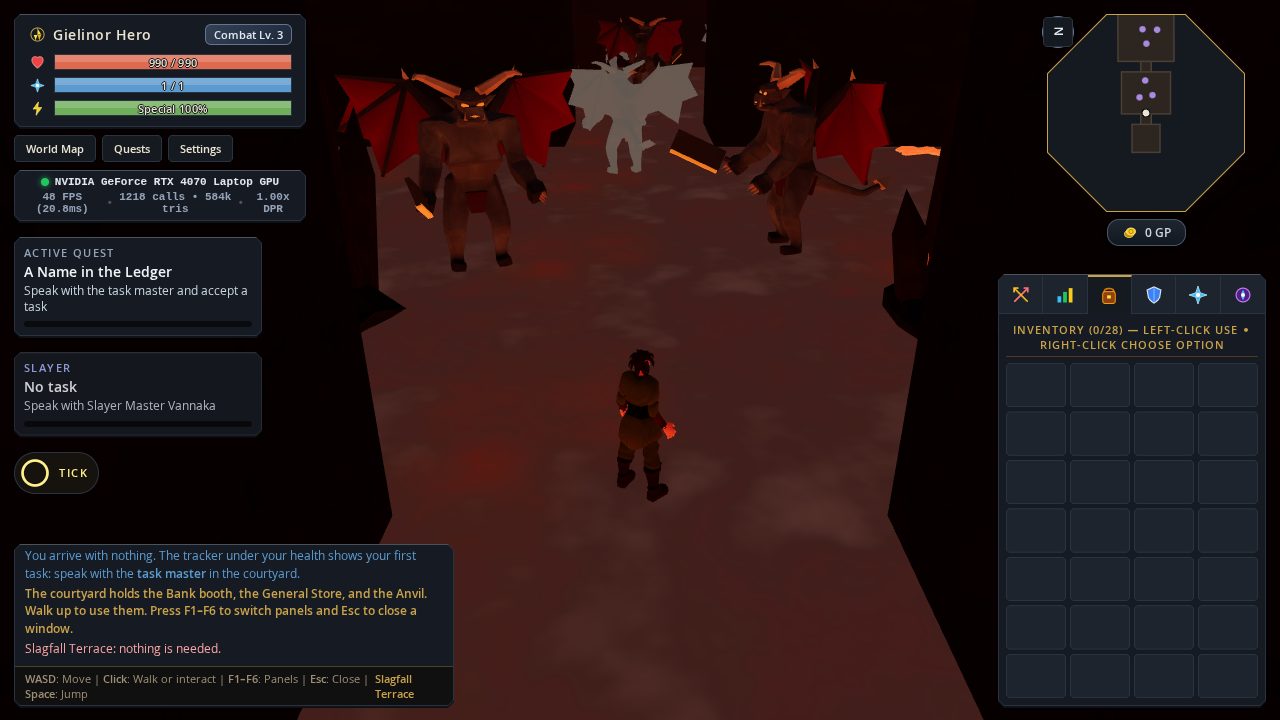 Gielinor Hero
Combat Lv. 3
990 / 990
1 / 1
Special 100%
World Map
Quests
Settings
NVIDIA GeForce RTX 4070 Laptop GPU
48 FPS (20.8ms) • 1218 calls • 584k tris • 1.00x DPR
ACTIVE QUEST
A Name in the Ledger
Speak with the task master and accept a
task
SLAYER
No task
Speak with Slayer Master Vannaka
TICK
You arrive with nothing. The tracker under your health shows your first
task: speak with the task master in the courtyard.
The courtyard holds the Bank booth, the General Store, and the Anvil.
Walk up to use them. Press F1–F6 to switch panels and Esc to close a
window.
Slagfall Terrace: nothing is needed.
WASD: Move | Click: Walk or interact | F1–F6: Panels | Esc: Close |
Space: Jump
Slagfall
Terrace
N
0 GP
INVENTORY (0/28) — LEFT-CLICK USE •
RIGHT-CLICK CHOOSE OPTION